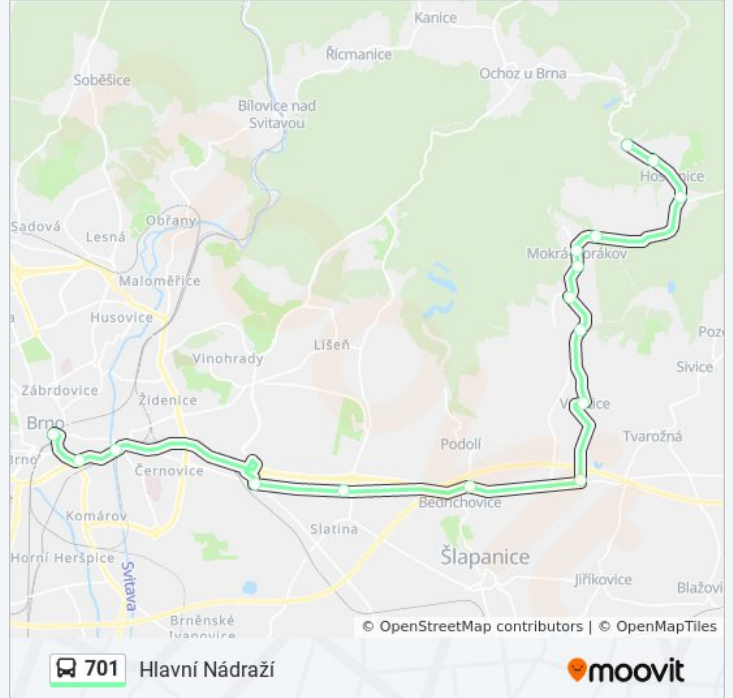 Kanice
Řícmanice
Soběšice
Ochoz u Brna
Bílovice nad
Svitavou
Sadová
Obřany
Lesná
Mokrá-Horákov
Maloměřice
Husovice
Líšeň
Vinohrady
Sivice
Zábrdovice
Židenice
Brno
Tvarožná
Podolí
Černovice
Bedřichovice
Komárov
Slatina
Šlapanice
Horní Heršpice
Svitava
Jiříkovice
Brněnské
Ivanovice
© OpenStreetMap contributors | © OpenMapTiles
701 Hlavní Nádraží
moovit